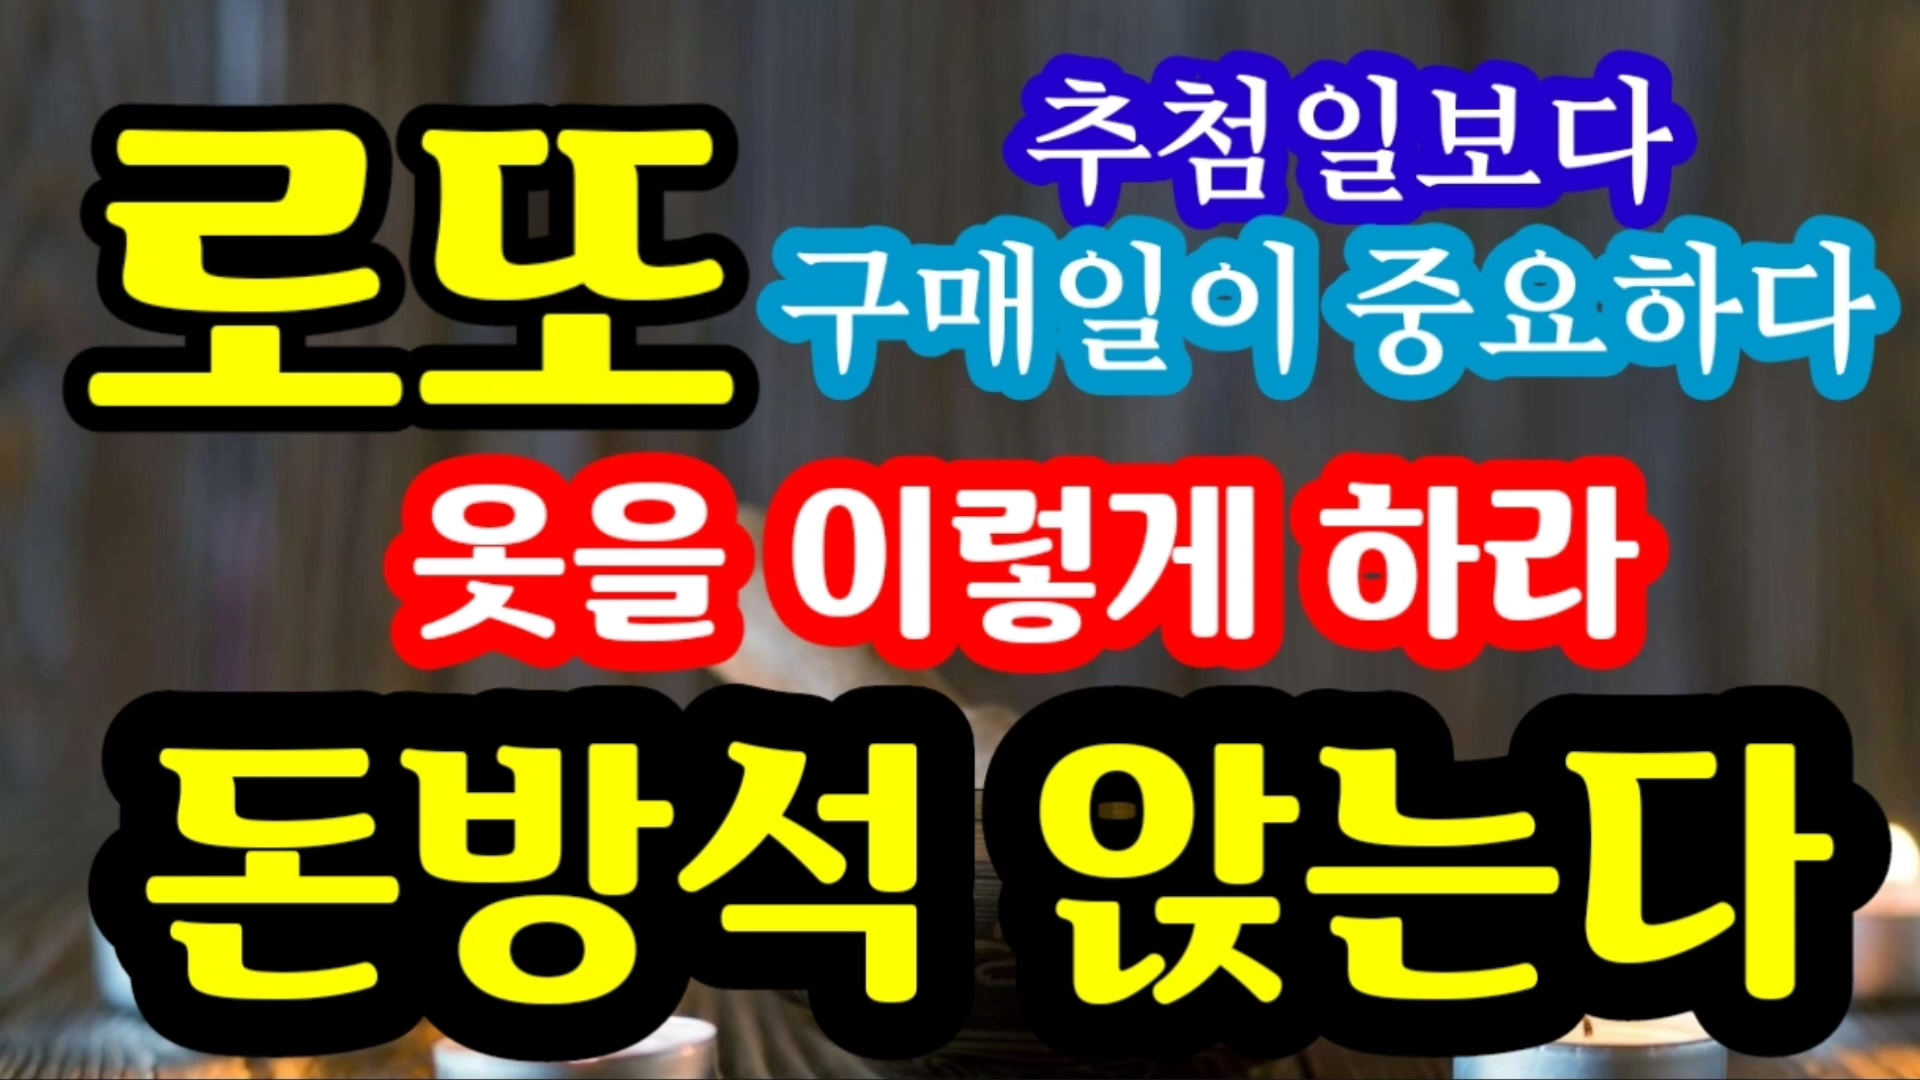 로또
추첨일보다
구매일이 중요하다
옷을 이렇게 하라
돈방석 앉는다